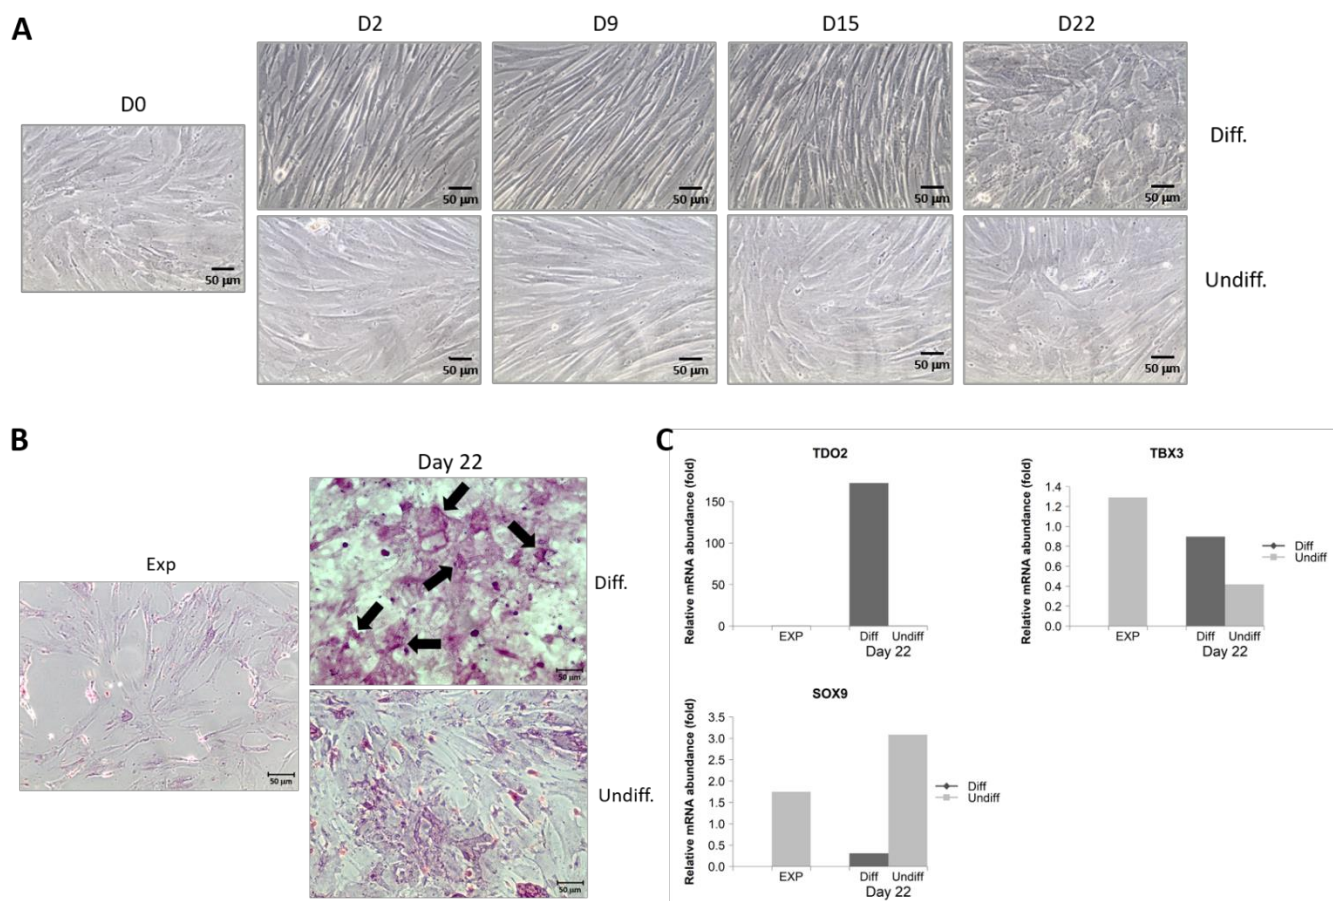 A
D0
D2
D9
D15
D22
50 µm
50 µm
50 µm
50 µm
50 µm
Diff.
50 µm
50 µm
50 µm
50 µm
Undiff.
B
Exp
50 µm
Day 22
50 µm
Diff.
50 µm
Undiff.
C
TDO2
Relative mRNA abundance (fold)
150
100
50
0
EXP
Diff
Undiff
Day 22
TBX3
Relative mRNA abundance (fold)
1.4
1.2
1.0
0.8
0.6
0.4
0.2
0.0
EXP
Diff
Undiff
Day 22
Diff
Undiff
SOX9
Relative mRNA abundance (fold)
3.5
3.0
2.5
2.0
1.5
1.0
0.5
0.0
EXP
Diff
Undiff
Day 22
Diff
Undiff